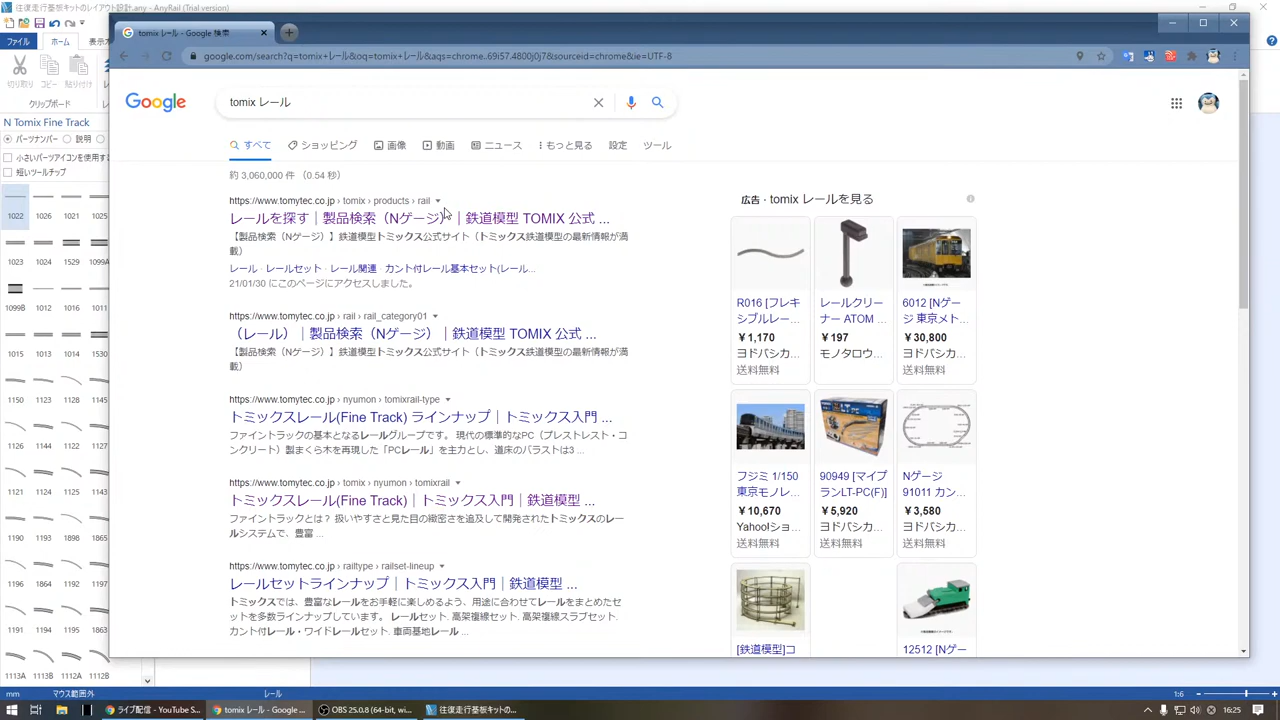 往復走行基板キットのレイアウト設計.any - AnyRail (Trial version)
ファイル
ホーム
表示オ
切り取り
コピー
貼り付け
クリップボード
N Tomix Fine Track
パーツナンバー
説明
小さいパーツアイコンを使用する
短いツールチップ
1022 1026 1021 1025
1023 1024 1529 1099A
1099B 1012 1016 1011
1015 1013 1014 1530
1150 1123 1128 1145
1126 1144 1122 1127
1121 1124 1125 1143
1190 1193 1898 1865
1196 1864 1192 1197
1191 1194 1195 1863
1113A 1113B 1112A 1112B
tomix レール - Google 検索
google.com/search?q=tomix+レール&oq=tomix+レール&aqs=chrome..69i57.4800j0j7&sourceid=chrome&ie=UTF-8
Google
tomix レール
すべて
ショッピング
画像
動画
ニュース
もっと見る
設定
ツール
約 3,060,000 件 （0.54 秒）
https://www.tomytec.co.jp › tomix › products › rail
レールを探す｜製品検索（Nゲージ）｜鉄道模型 TOMIX 公式 ...
【製品検索（Nゲージ）】鉄道模型トミックス公式サイト（トミックス鉄道模型の最新情報が満
載）
レール · レールセット · レール関連 · カント付レール基本セット(レール...
21/01/30 にこのページにアクセスしました。
https://www.tomytec.co.jp › rail › rail_category01
（レール）｜製品検索（Nゲージ）｜鉄道模型 TOMIX 公式 ...
【製品検索（Nゲージ）】鉄道模型トミックス公式サイト（トミックス鉄道模型の最新情報が満
載）
https://www.tomytec.co.jp › nyumon › tomixrail-type
トミックスレール(Fine Track) ラインナップ｜トミックス入門 ...
ファイントラックの基本となるレールグループです。 現代の標準的なPC（プレストレスト・コ
ンクリート）製まくら木を再現した「PCレール」を主力とし、道床のバラストは3 ...
https://www.tomytec.co.jp › tomix › nyumon › tomixrail
トミックスレール(Fine Track)｜トミックス入門｜鉄道模型 ...
ファイントラックとは？ 扱いやすさと見た目の緻密さを追及して開発されたトミックスのレー
ルシステムで、豊富 ...
https://www.tomytec.co.jp › railtype › railset-lineup
レールセットラインナップ｜トミックス入門｜鉄道模型 ...
トミックスでは、豊富なレールをお手軽に楽しめるよう、用途に合わせてレールをまとめたセ
ットを多数ラインナップしています。 レールセット. 高架複線セット. 高架複線スラブセット.
カント付レール・ワイドレールセット. 車両基地レール ...
広告 · tomix レールを見る
R016 [フレキ
シブルレー...
￥1,170
ヨドバシカ...
送料無料
レールクリー
ナー ATOM ...
￥197
モノタロウ...
6012 [Nゲー
ジ 東京メト...
￥30,800
ヨドバシカ...
送料無料
フジミ 1/150
東京モノレ...
￥10,670
Yahoo!ショ...
送料無料
90949 [マイプ
ランLT-PC(F)]
￥5,920
ヨドバシカ...
送料無料
Nゲージ
91011 カン...
￥3,580
ヨドバシカ...
送料無料
[鉄道模型]コ
12512 [Nゲー
mm
マウス範囲外
レール
1:6
ライブ配信 - YouTube S...
tomix レール - Google ...
OBS 25.0.8 (64-bit, wi...
往復走行基板キットの...
16:25